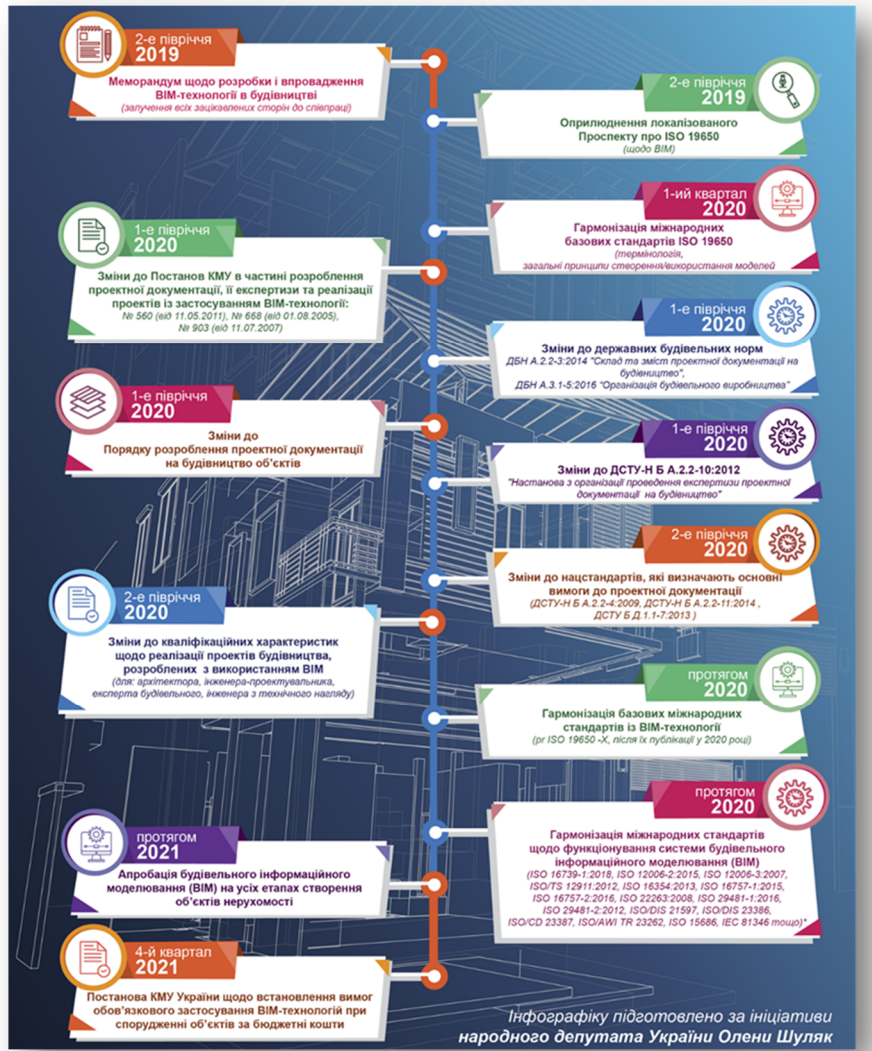 2-е півріччя
2019
Меморандум щодо розробки і впровадження
BIM-технології в будівництві
(залучення всіх зацікавлених сторін до співпраці)
2-е півріччя
2019
Оприлюднення локалізованого
Проспекту про ISO 19650
(щодо BIM)
1-ий квартал
2020
Гармонізація міжнародних
базових стандартів ISO 19650
(термінологія,
загальні принципи створення/використання моделей
1-е півріччя
2020
Зміни до Постанов КМУ в частині розроблення
проектної документації, її експертизи та реалізації
проектів із застосуванням BIM-технології:
№ 560 (від 11.05.2011), № 668 (від 01.08.2005),
№ 903 (від 11.07.2007)
1-е півріччя
2020
Зміни до державних будівельних норм
ДБН А.2.2-3:2014 "Склад та зміст проектної документації на
будівництво",
ДБН А.3.1-5:2016 "Організація будівельного виробництва"
1-е півріччя
2020
Зміни до
Порядку розроблення проектної документації
на будівництво об'єктів
1-е півріччя
2020
Зміни до ДСТУ-Н Б А.2.2-10:2012
"Настанова з організації проведення експертизи проектної
документації на будівництво"
2-е півріччя
2020
Зміни до нацстандартів, які визначають основні
вимоги до проектної документації
(ДСТУ-Н Б А.2.2-4:2009, ДСТУ-Н Б А.2.2-11:2014 ,
ДСТУ Б Д.1.1-7:2013 )
2-е півріччя
2020
Зміни до кваліфікаційних характеристик
щодо реалізації проектів будівництва,
розроблених з використанням BIM
(для: архітектора, інженера-проектувальника,
експерта будівельного, інженера з технічного нагляду)
протягом
2020
Гармонізація базових міжнародних
стандартів із BIM-технології
(pr ISO 19650 -X, після їх публікації у 2020 році)
протягом
2020
Гармонізація міжнародних стандартів
щодо функціонування системи будівельного
інформаційного моделювання (BIM)
(ISO 16739-1:2018, ISO 12006-2:2015, ISO 12006-3:2007,
ISO/TS 12911:2012, ISO 16354:2013, ISO 16757-1:2015,
ISO 16757-2:2016, ISO 22263:2008, ISO 29481-1:2016,
ISO 29481-2:2012, ISO/DIS 21597, ISO/DIS 23386,
ISO/CD 23387, ISO/AWI TR 23262, ISO 15686, IEC 81346 тощо)*
протягом
2021
Апробація будівельного інформаційного
моделювання (BIM) на усіх етапах створення
об'єктів нерухомості
4-й квартал
2021
Постанова КМУ України щодо встановлення вимог
обов'язкового застосування BIM-технологій при
спорудженні об'єктів за бюджетні кошти
Інфографіку підготовлено за ініціативи
народного депутата України Олени Шуляк